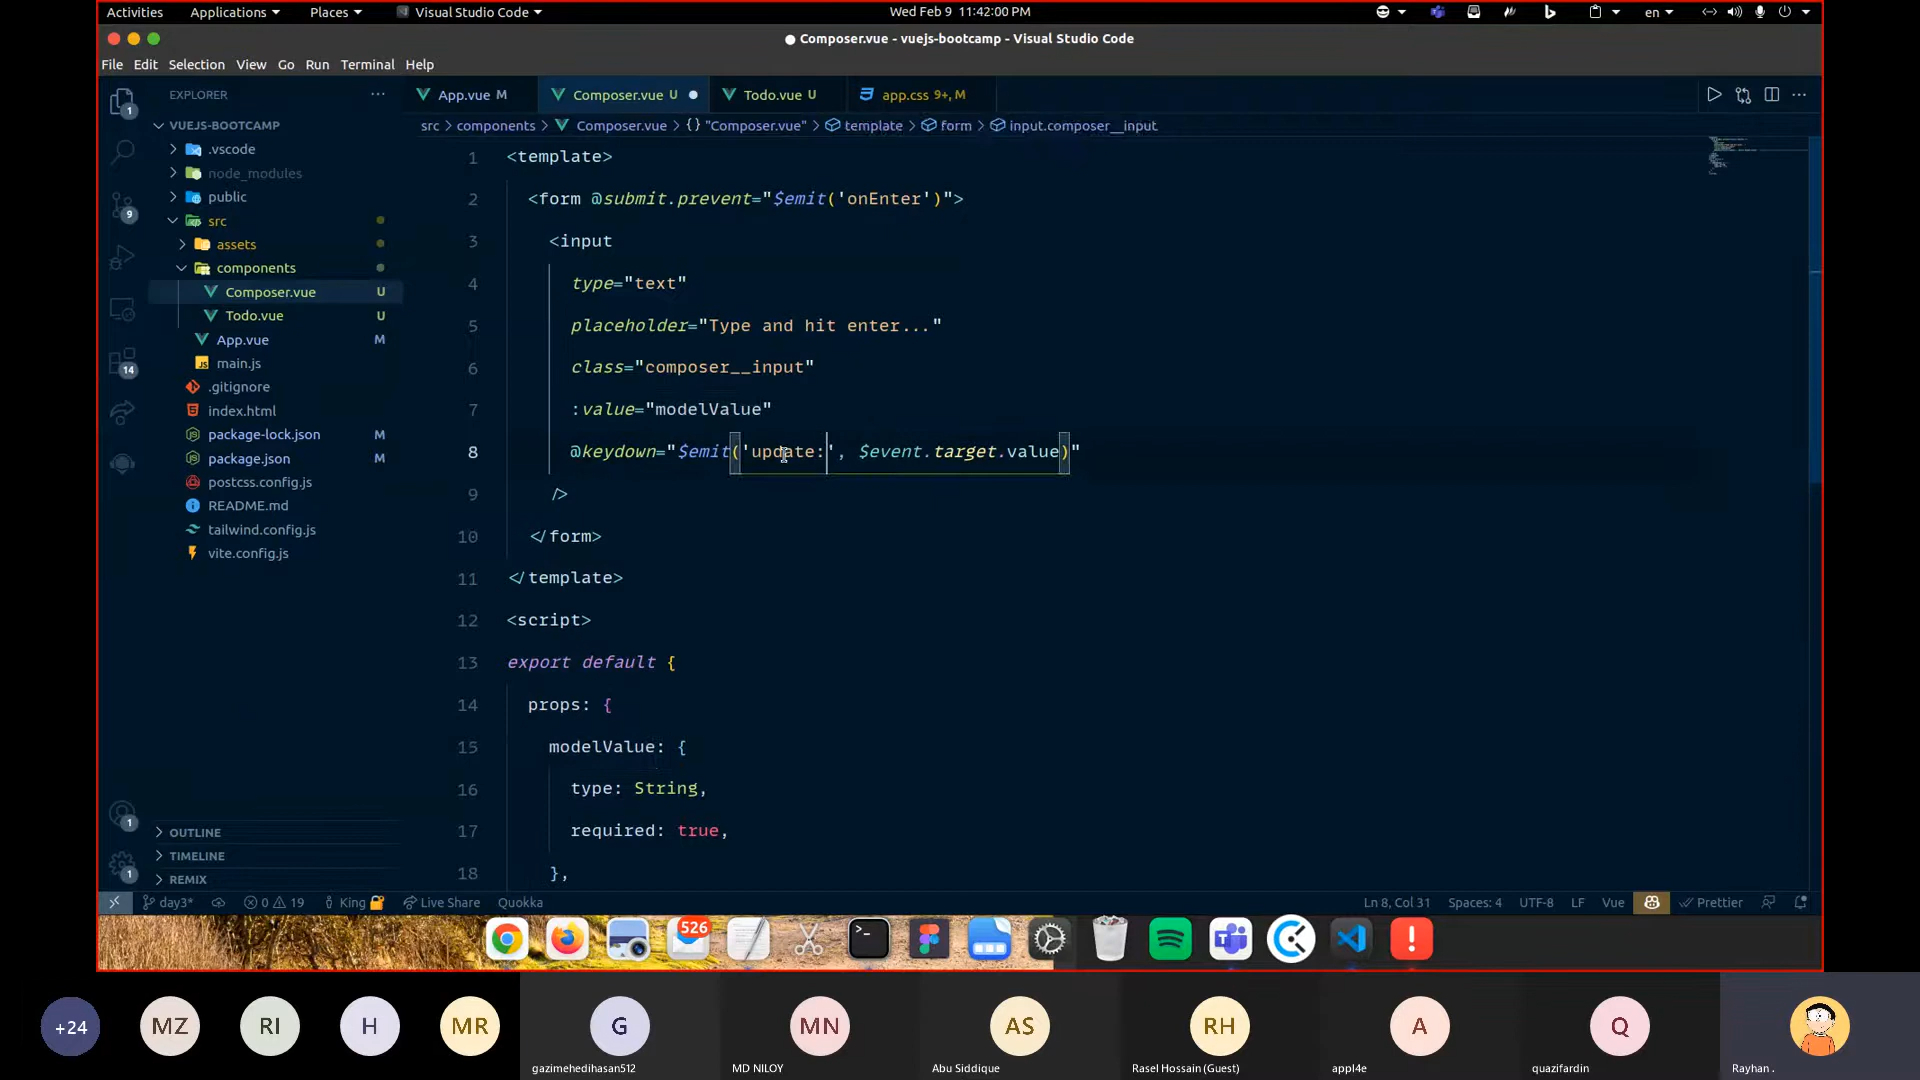 Activities Applications Places Visual Studio Code Wed Feb 9 11:42:00 PM en
Composer.vue - vuejs-bootcamp - Visual Studio Code
File Edit Selection View Go Run Terminal Help
EXPLORER
VUEJS-BOOTCAMP
.vscode
node_modules
public
src
assets
components
Composer.vue U
Todo.vue U
App.vue M
main.js
.gitignore
index.html
package-lock.json M
package.json M
postcss.config.js
README.md
tailwind.config.js
vite.config.js
OUTLINE
TIMELINE
REMIX
1
9
14
1
1
App.vue M Composer.vue U Todo.vue U app.css 9+, M
src > components > Composer.vue > {} "Composer.vue" > template > form > input.composer__input
1 <template>
2 <form @submit.prevent="$emit('onEnter')">
3 <input
4 type="text"
5 placeholder="Type and hit enter..."
6 class="composer__input"
7 :value="modelValue"
8 @keydown="$emit('update:', $event.target.value)"
9 />
10 </form>
11 </template>
12 <script>
13 export default {
14 props: {
15 modelValue: {
16 type: String,
17 required: true,
18 },
day3* 0 19 King Live Share Quokka Ln 8, Col 31 Spaces: 4 UTF-8 LF Vue Prettier
526
+24 MZ RI H MR G MN AS RH A Q
gazimehedihasan512 MD NILOY Abu Siddique Rasel Hossain (Guest) appl4e quazifardin Rayhan .